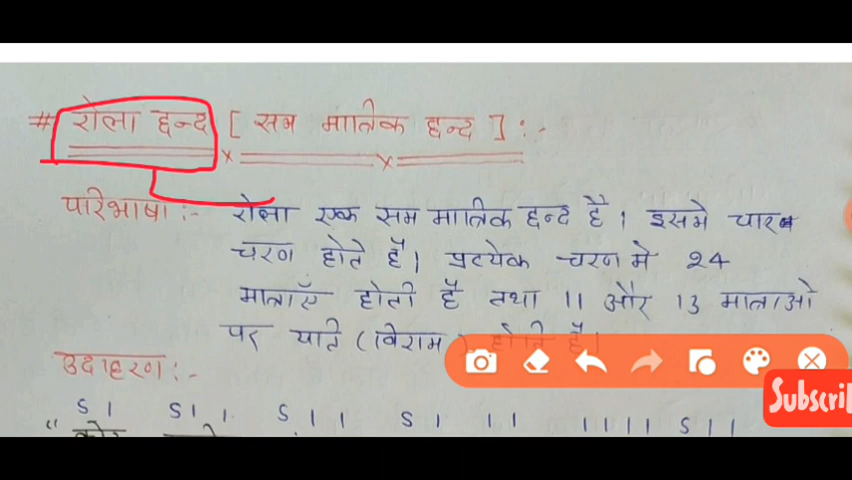 # रोला छन्द [ सम मात्रिक छन्द ] :-
परिभाषा :- रोला एक सम मात्रिक छन्द है। इसमे चार
चरण होते हैं। प्रत्येक चरण मे 24
मात्राएँ होती हैं तथा 11 और 13 मात्राओ
पर यति (विराम) होती है।
उदाहरण :-
Subscri
S I S I I S I I S I I I I I I I S I I
"